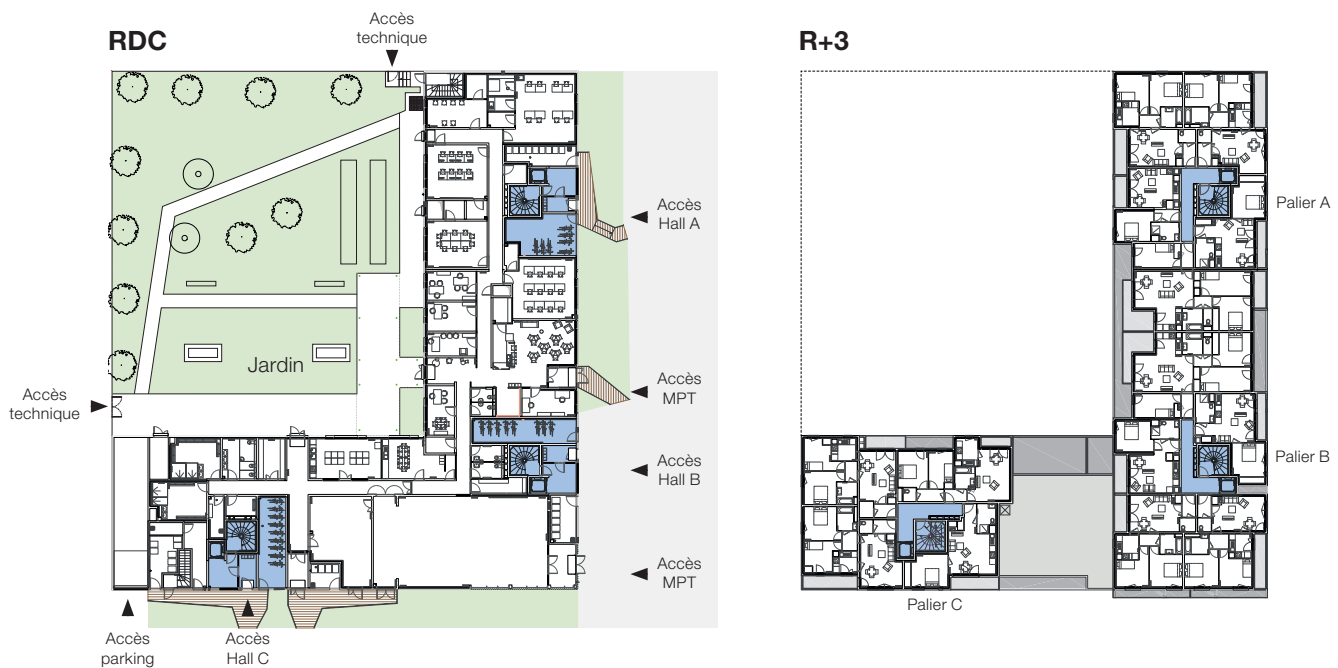 RDC
Accès
technique
Accès
Hall A
Accès
MPT
Accès
Hall B
Accès
MPT
Jardin
Accès
technique
Accès
parking
Accès
Hall C
R+3
Palier A
Palier B
Palier C